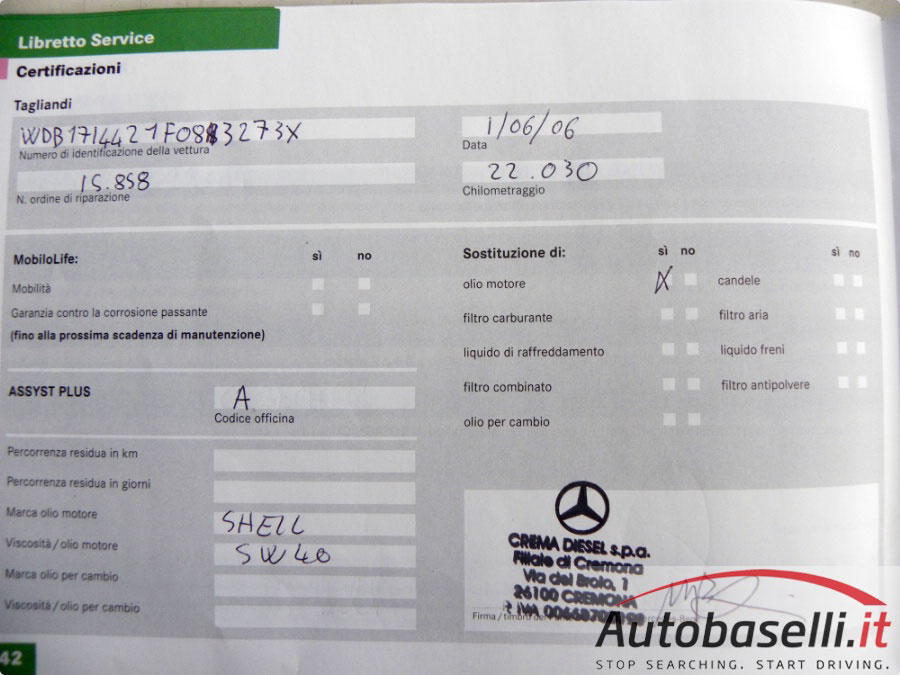 Libretto Service
Certificazioni
Tagliandi
WDB1714421F083273X
Numero di identificazione della vettura
1/06/06
Data
15.858
N. ordine di riparazione
22.030
Chilometraggio
MobiloLife:
sì no
Mobilità
Garanzia contro la corrosione passante
(fino alla prossima scadenza di manutenzione)
Sostituzione di:
sì no
sì no
olio motore X
candele
filtro carburante
filtro aria
liquido di raffreddamento
liquido freni
filtro combinato
filtro antipolvere
olio per cambio
ASSYST PLUS
A
Codice officina
Percorrenza residua in km
Percorrenza residua in giorni
Marca olio motore
SHELL
Viscosità / olio motore
5W40
Marca olio per cambio
Viscosità / olio per cambio
CREMA DIESEL s.p.a.
Filiale di Cremona
Via del Brolo, 1
26100 CREMONA
P. IVA
Firma / timbro
42
Autobaselli.it
STOP SEARCHING. START DRIVING.